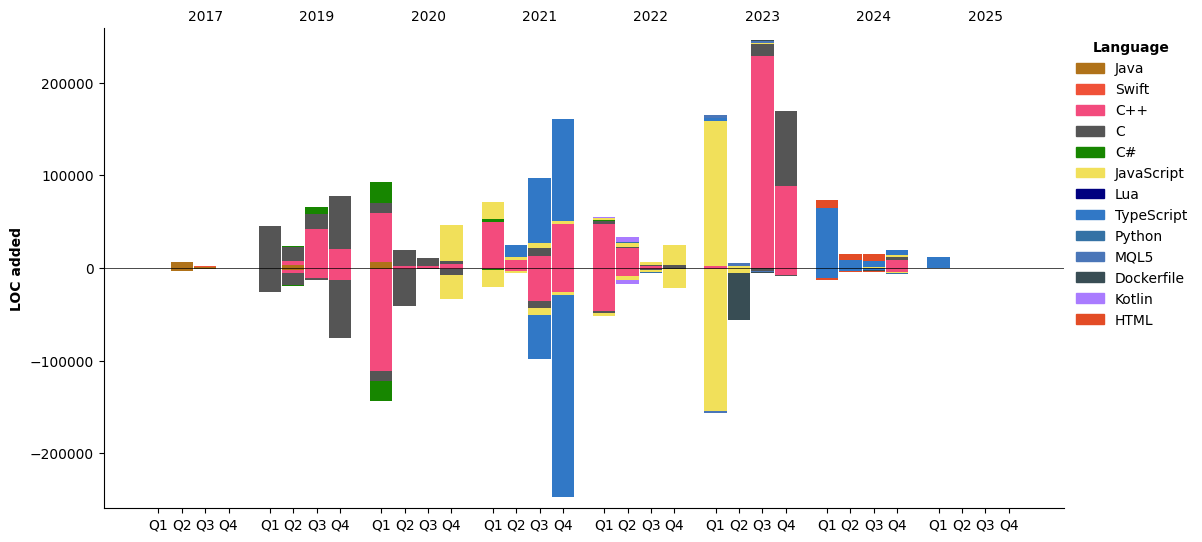 2017 2019 2020 2021 2022 2023 2024 2025
LOC added
200000
100000
0
−100000
−200000
Q1 Q2 Q3 Q4 Q1 Q2 Q3 Q4 Q1 Q2 Q3 Q4 Q1 Q2 Q3 Q4 Q1 Q2 Q3 Q4 Q1 Q2 Q3 Q4 Q1 Q2 Q3 Q4 Q1 Q2 Q3 Q4
Language
Java
Swift
C++
C
C#
JavaScript
Lua
TypeScript
Python
MQL5
Dockerfile
Kotlin
HTML